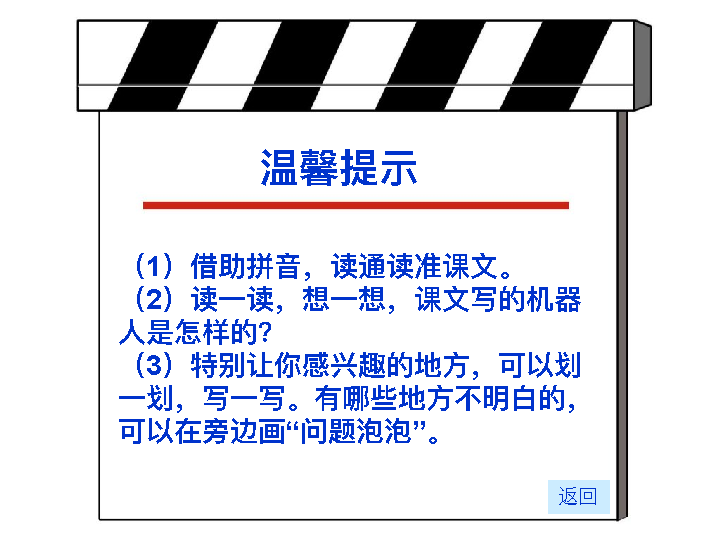 温馨提示
（1）借助拼音，读通读准课文。
（2）读一读，想一想，课文写的机器
人是怎样的？
（3）特别让你感兴趣的地方，可以划
一划，写一写。有哪些地方不明白的，
可以在旁边画“问题泡泡”。
返回